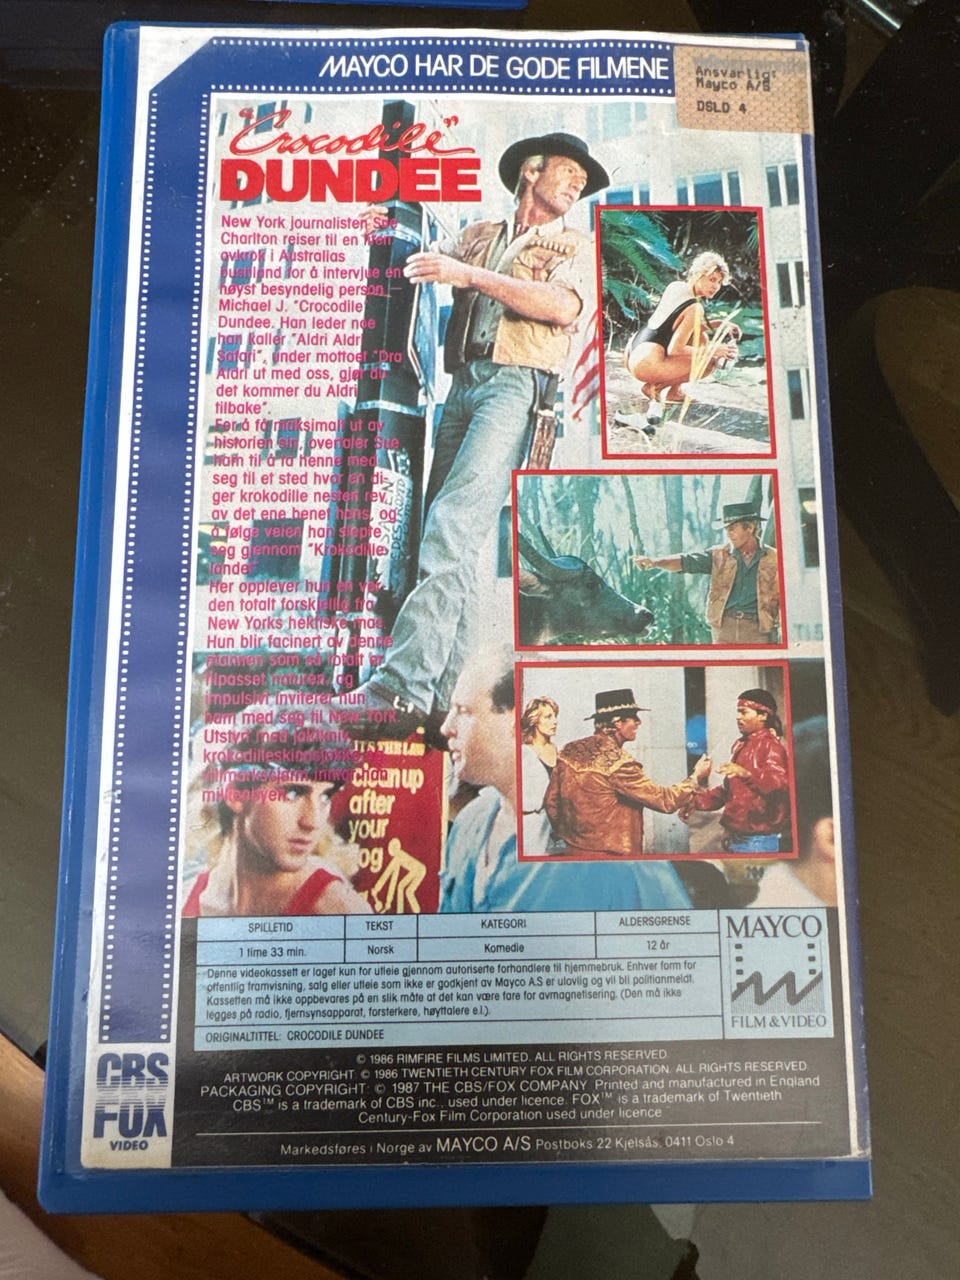 MAYCO HAR DE GODE FILMENE
Ansvarlig:
Mayco A/S
DSLD 4
"Crocodile"
DUNDEE
New York journalisten Sue
Charlton reiser til en liten
avkrok i Australias
bushland for å intervjue en
høyst besyndelig person —
Michael J. "Crocodile"
Dundee. Han leder noe
han kaller "Aldri Aldri
Safari", under mottoet "Dra
Aldri ut med oss, gjør du
det kommer du Aldri
tilbake".
For å få maksimalt ut av
historien sin, overtaler Sue
ham til å ta henne med
seg til et sted hvor en di-
ger krokodille nesten rev
av det ene benet hans, og
å følge veien han slepte
seg gjennom "Krokodille-
landet"
Her opplever hun en ver-
den totalt forskjellig fra
New Yorks hektiske mas.
Hun blir facinert av denne
mannen som så totalt er
tilpasset naturen, og
impulsivt inviterer hun
ham med seg til New York.
Utstyrt med jaktkniv,
krokodilleskinnsjakke
han
IT'S THE LAW
clean up
after
your
dog
SPILLETID TEKST KATEGORI ALDERSGRENSE
1 time 33 min. Norsk Komedie 12 år
Denne videokassett er laget kun for utleie gjennom autoriserte forhandlere til hjemmebruk. Enhver form for
offentlig framvisning, salg eller utleie som ikke er godkjent av Mayco A.S er ulovlig og vil bli politianmeldt.
Kassetten må ikke oppbevares på en slik måte at det kan være fare for avmagnetisering. (Den må ikke
legges på radio, fjernsynsapparat, forsterkere, høyttalere e.l.).
ORIGINALTITTEL: CROCODILE DUNDEE
MAYCO
FILM & VIDEO
© 1986 RIMFIRE FILMS LIMITED. ALL RIGHTS RESERVED
ARTWORK COPYRIGHT: © 1986 TWENTIETH CENTURY FOX FILM CORPORATION. ALL RIGHTS RESERVED.
PACKAGING COPYRIGHT: © 1987 THE CBS/FOX COMPANY Printed and manufactured in England
CBS™ is a trademark of CBS inc., used under licence. FOX™ is a trademark of Twentieth
Century-Fox Film Corporation used under licence
Markedsføres i Norge av MAYCO A/S Postboks 22 Kjelsås, 0411 Oslo 4
CBS
FOX
VIDEO